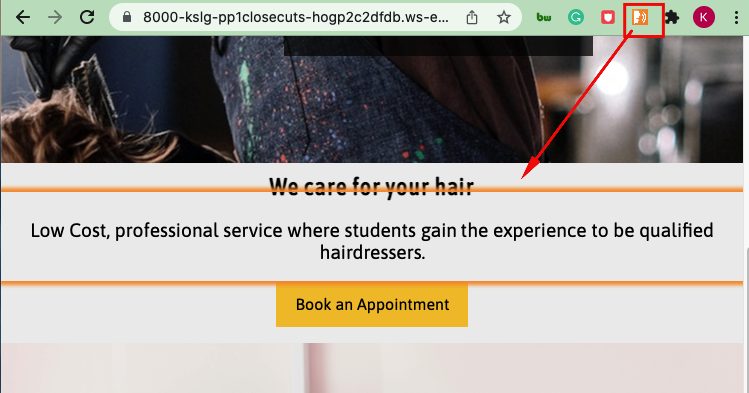 8000-kslg-pp1closecuts-hogp2c2dfdb.ws-e...
bw
G
K
We care for your hair
Low Cost, professional service where students gain the experience to be qualified
hairdressers.
Book an Appointment